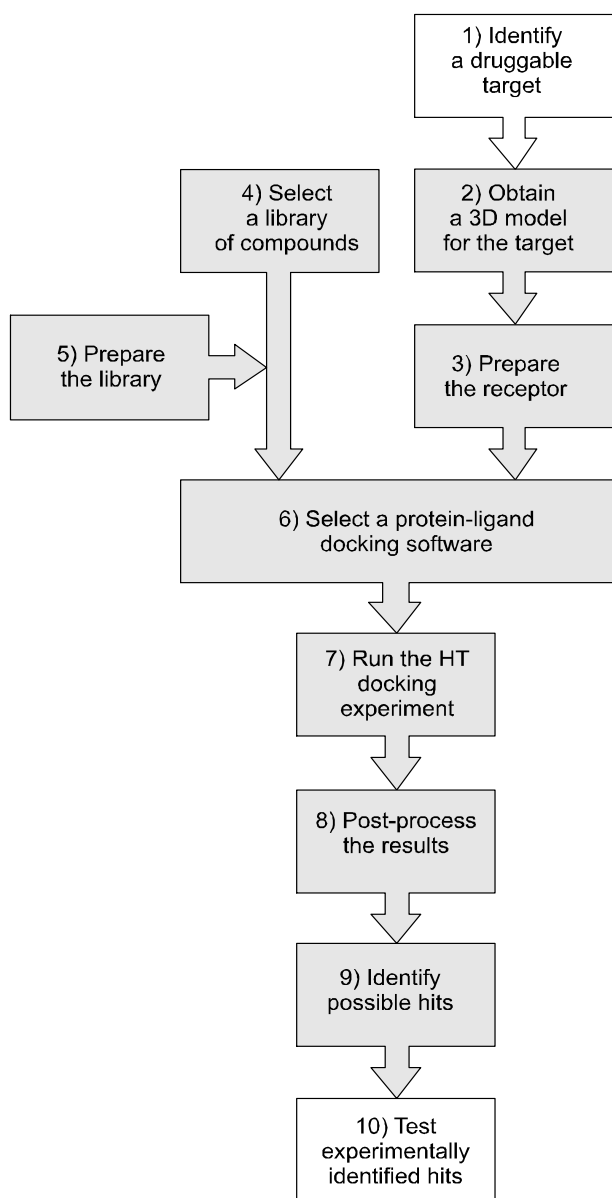 1) Identify
a druggable
target
2) Obtain
a 3D model
for the target
3) Prepare
the receptor
4) Select
a library
of compounds
5) Prepare
the library
6) Select a protein-ligand
docking software
7) Run the HT
docking
experiment
8) Post-process
the results
9) Identify
possible hits
10) Test
experimentally
identified hits